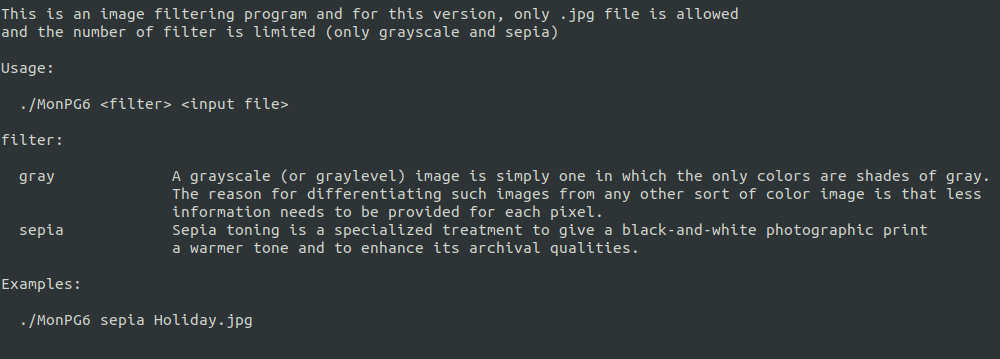 This is an image filtering program and for this version, only .jpg file is allowed
and the number of filter is limited (only grayscale and sepia)
Usage:
./MonPG6 <filter> <input file>
filter:
gray A grayscale (or graylevel) image is simply one in which the only colors are shades of gray.
The reason for differentiating such images from any other sort of color image is that less
information needs to be provided for each pixel.
sepia Sepia toning is a specialized treatment to give a black-and-white photographic print
a warmer tone and to enhance its archival qualities.
Examples:
./MonPG6 sepia Holiday.jpg